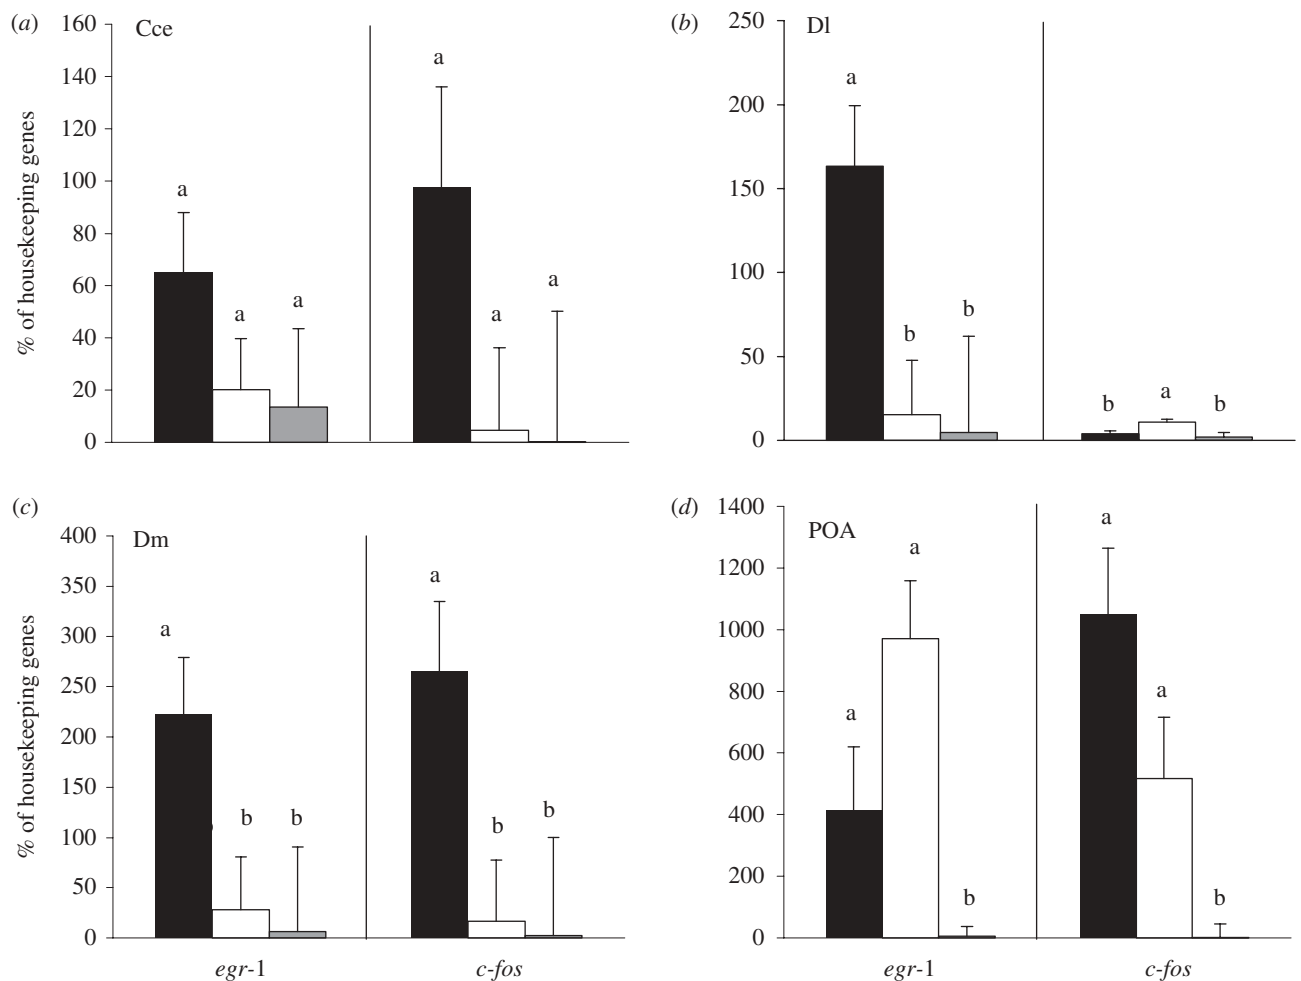 (a)
Cce
% of housekeeping genes
160
140
120
100
80
60
40
20
0
a
a
a
a
a
a
(b)
Dl
250
200
150
100
50
0
a
b
b
b
a
b
(c)
Dm
% of housekeeping genes
400
350
300
250
200
150
100
50
0
a
b
b
a
b
b
egr-1
c-fos
(d)
POA
1400
1200
1000
800
600
400
200
0
a
a
b
a
a
b
egr-1
c-fos